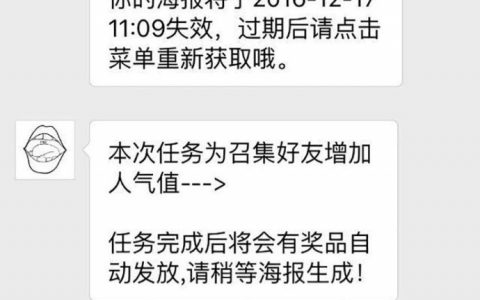 你的海报将于2016-12-17
11:09失效，过期后请点击
菜单重新获取哦。
本次任务为召集好友增加
人气值--->
任务完成后将会有奖品自
动发放,请稍等海报生成！